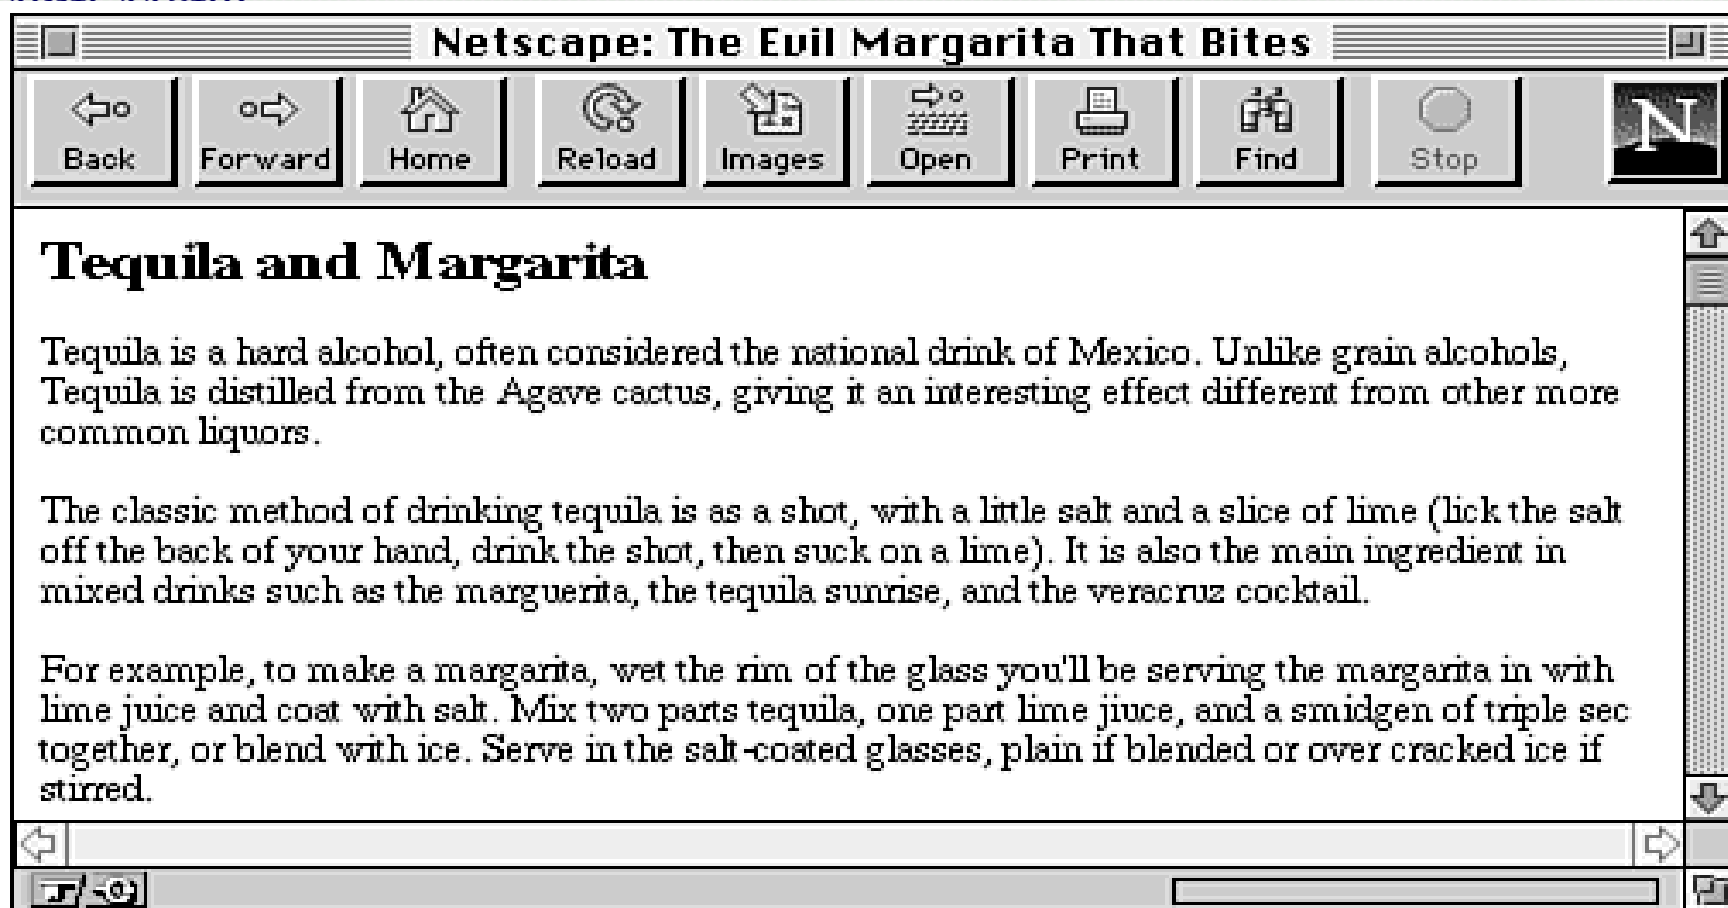 Netscape: The Evil Margarita That Bites
Back Forward Home Reload Images Open Print Find Stop N
Tequila and Margarita
Tequila is a hard alcohol, often considered the national drink of Mexico. Unlike grain alcohols,
Tequila is distilled from the Agave cactus, giving it an interesting effect different from other more
common liquors.
The classic method of drinking tequila is as a shot, with a little salt and a slice of lime (lick the salt
off the back of your hand, drink the shot, then suck on a lime). It is also the main ingredient in
mixed drinks such as the marguerita, the tequila sunrise, and the veracruz cocktail.
For example, to make a margarita, wet the rim of the glass you'll be serving the margarita in with
lime juice and coat with salt. Mix two parts tequila, one part lime jiuce, and a smidgen of triple sec
together, or blend with ice. Serve in the salt-coated glasses, plain if blended or over cracked ice if
stirred.